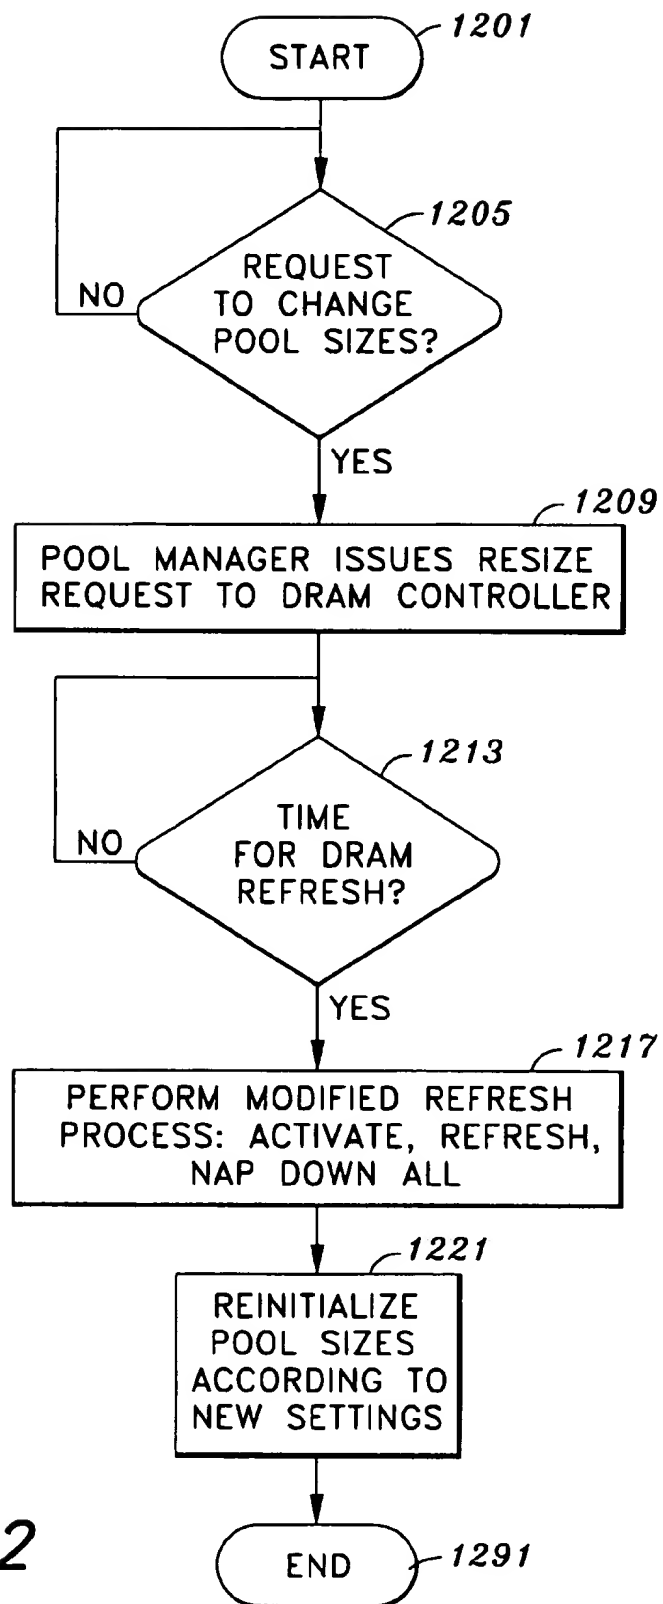 START
1201
REQUEST
TO CHANGE
POOL SIZES?
1205
NO
YES
1209
POOL MANAGER ISSUES RESIZE
REQUEST TO DRAM CONTROLLER
1213
TIME
FOR DRAM
REFRESH?
NO
YES
1217
PERFORM MODIFIED REFRESH
PROCESS: ACTIVATE, REFRESH,
NAP DOWN ALL
1221
REINITIALIZE
POOL SIZES
ACCORDING TO
NEW SETTINGS
2
END
1291